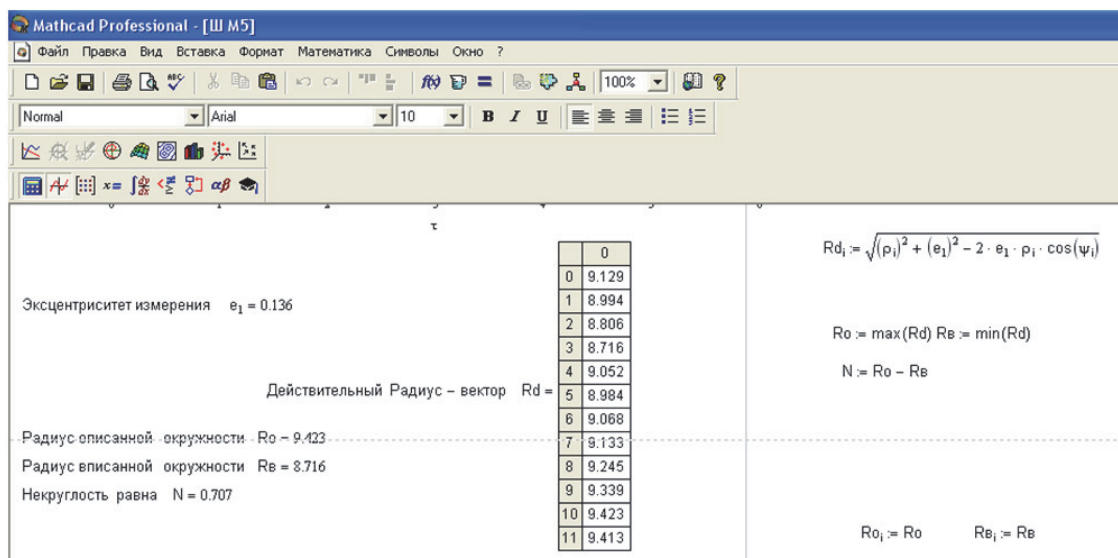 Mathcad Professional - [Ш М5]
Файл Правка Вид Вставка Формат Математика Символы Окно ?
100%
Normal Arial 10 B I U
τ
Rdᵢ := √((ρᵢ)² + (e₁)² − 2 · e₁ · ρᵢ · cos(ψᵢ))
0
0 9.129
Эксцентриситет измерения e₁ = 0.136
1 8.994
2 8.806
3 8.716
Ro := max(Rd) Rв := min(Rd)
4 9.052
N := Ro − Rв
Действительный Радиус – вектор Rd =
5 8.984
6 9.068
Радиус описанной окружности Ro = 9.423
7 9.133
Радиус вписанной окружности Rв = 8.716
8 9.245
Некруглость равна N = 0.707
9 9.339
10 9.423
11 9.413
Roᵢ := Ro Rвᵢ := Rв